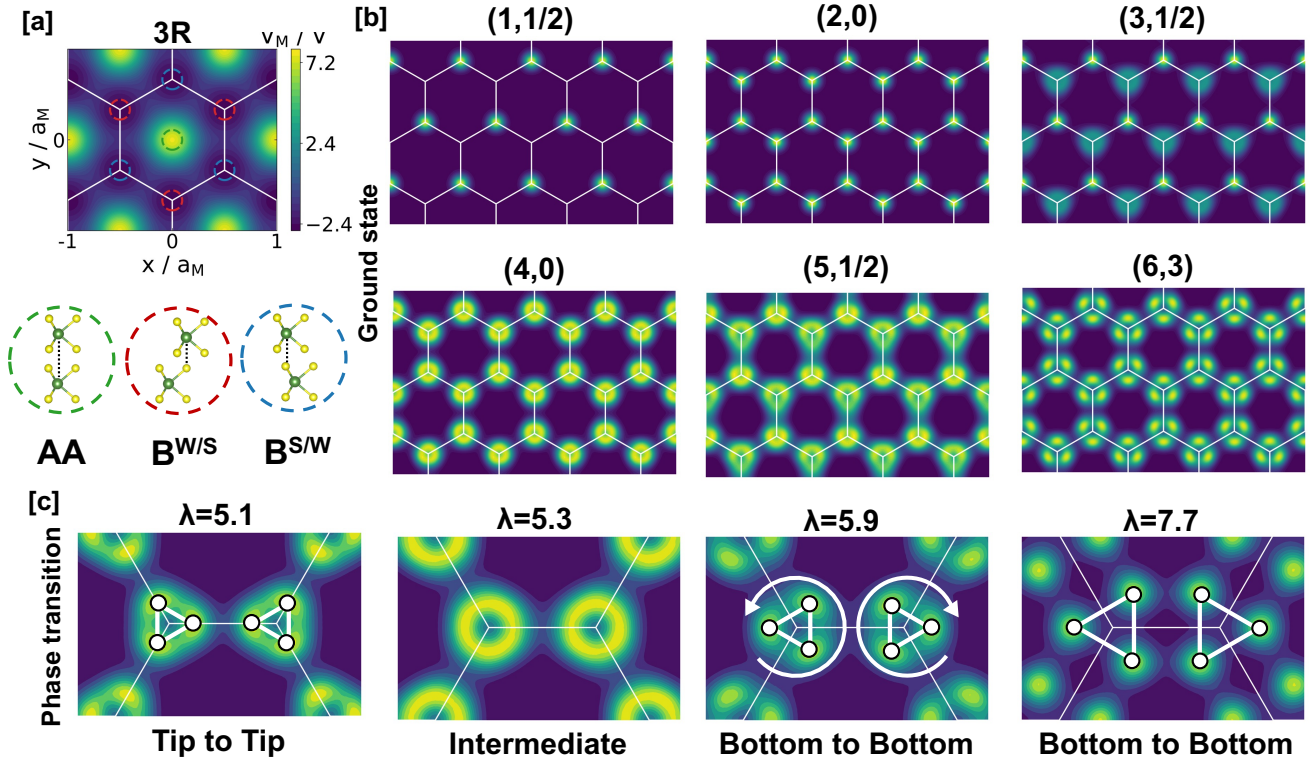 [a]
3R
v_M / v
7.2
2.4
−2.4
y / a_M
0
-1
0
1
x / a_M
AA
B^W/S
B^S/W
[b]
Ground state
(1,1/2)
(2,0)
(3,1/2)
(4,0)
(5,1/2)
(6,3)
[c]
Phase transition
λ=5.1
λ=5.3
λ=5.9
λ=7.7
Tip to Tip
Intermediate
Bottom to Bottom
Bottom to Bottom